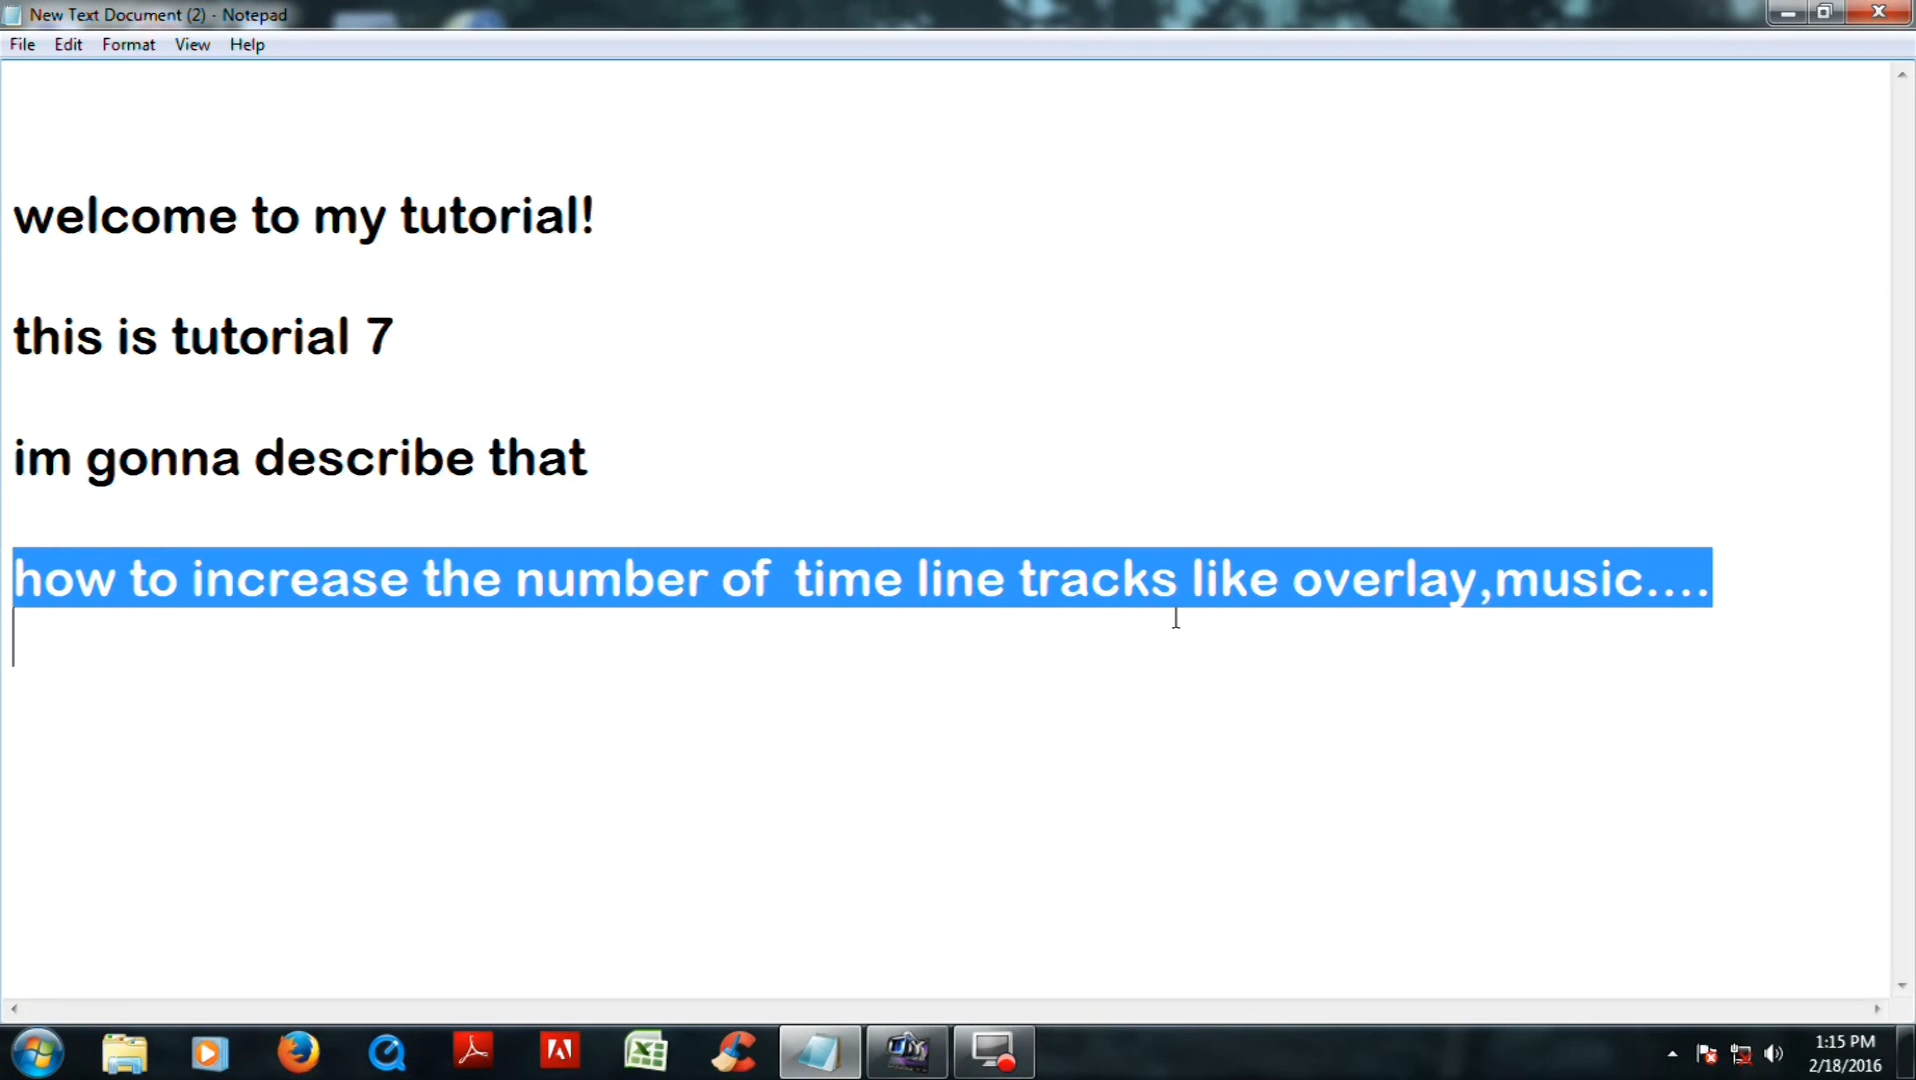 New Text Document (2) - Notepad
File Edit Format View Help
welcome to my tutorial!
this is tutorial 7
im gonna describe that
how to increase the number of  time line tracks like overlay,music....
1:15 PM
2/18/2016